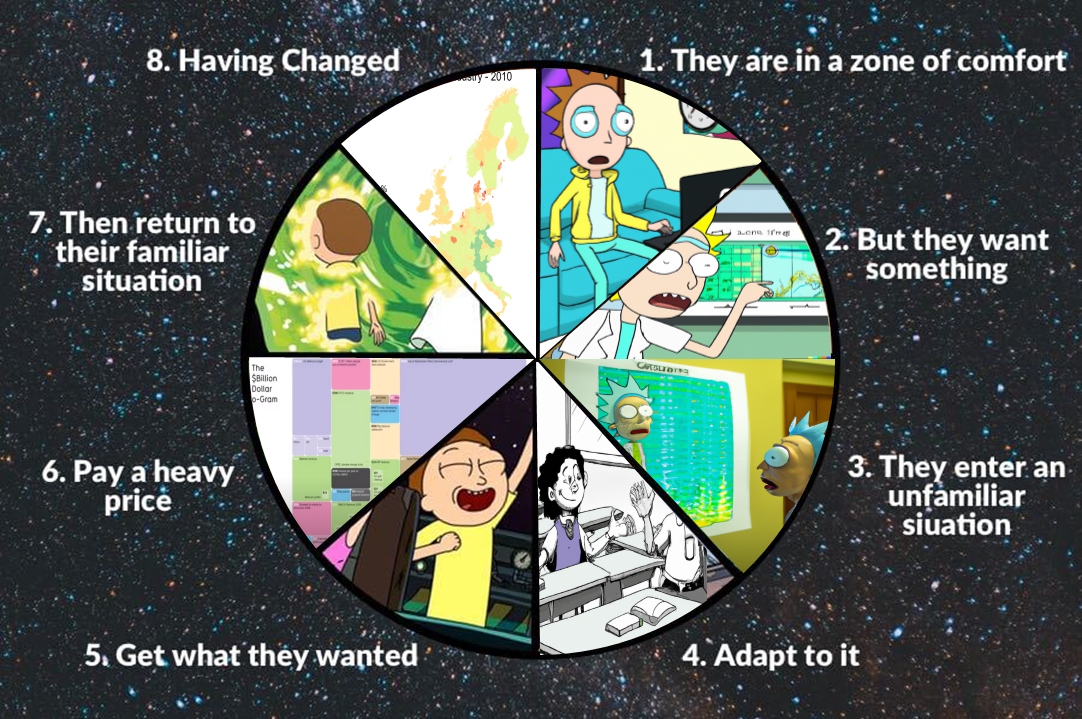 8. Having Changed
1. They are in a zone of comfort
- 2010
%
7. Then return to
their familiar
situation
2. But they want
something
The
$Billion
Dollar
o-Gram
6. Pay a heavy
price
3. They enter an
unfamiliar
siuation
5. Get what they wanted
4. Adapt to it